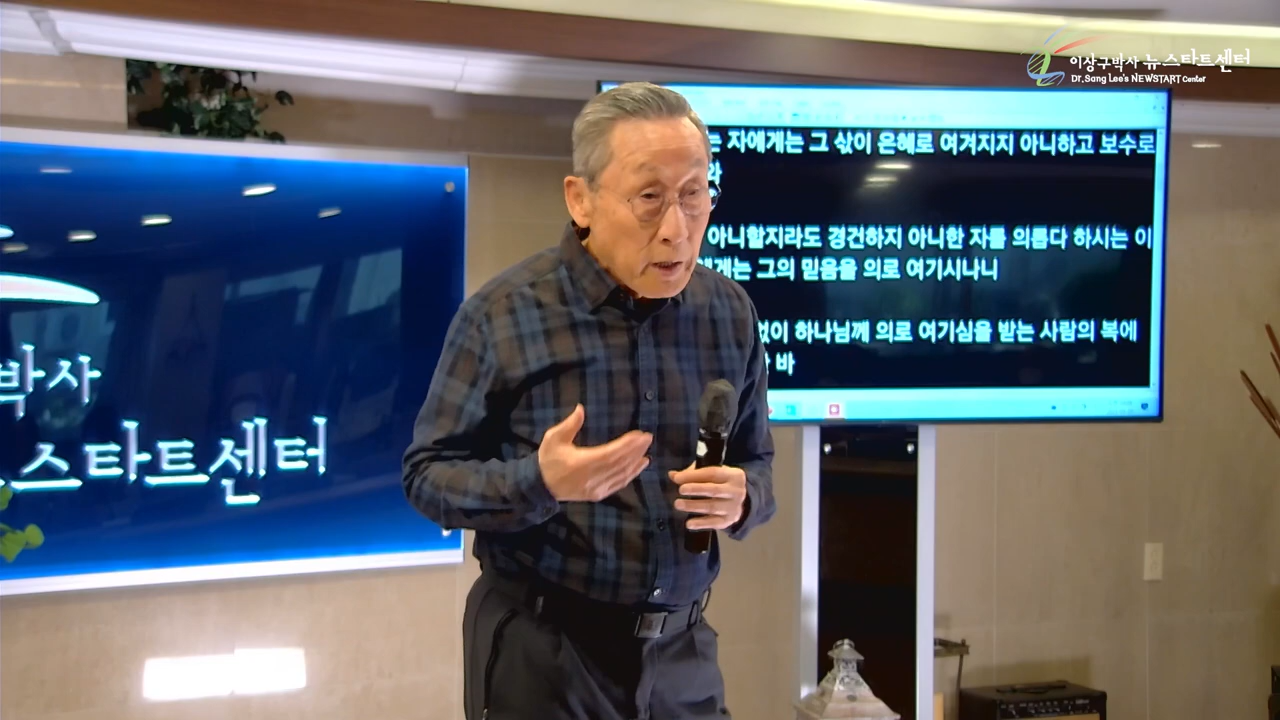 이상구박사 뉴스타트센터
Dr. Sang Lee's NEWSTART Center
자에게는 그 삯이 은혜로 여겨지지 아니하고 보수로
아니할지라도 경건하지 아니한 자를 의롭다 하시는 이
그의 믿음을 의로 여기시나니
하나님께 의로 여기심을 받는 사람의 복에
바
박사
스타트센터